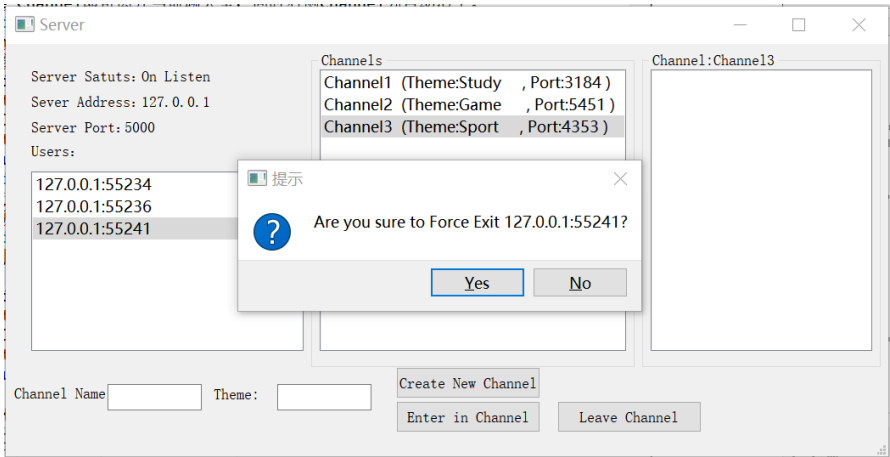 Server
Server Satuts: On Listen
Sever Address: 127.0.0.1
Server Port: 5000
Users:
127.0.0.1:55234
127.0.0.1:55236
127.0.0.1:55241
Channels
Channel1 (Theme:Study , Port:3184 )
Channel2 (Theme:Game , Port:5451 )
Channel3 (Theme:Sport , Port:4353 )
Channel:Channel3
提示
Are you sure to Force Exit 127.0.0.1:55241?
Yes
No
Channel Name
Theme:
Create New Channel
Enter in Channel
Leave Channel